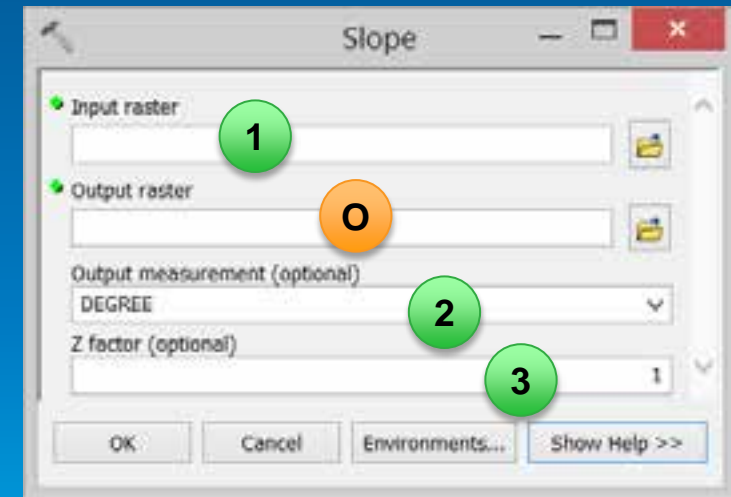 Slope
Input raster
1
Output raster
O
Output measurement (optional)
DEGREE
2
Z factor (optional)
3
1
OK Cancel Environments... Show Help >>